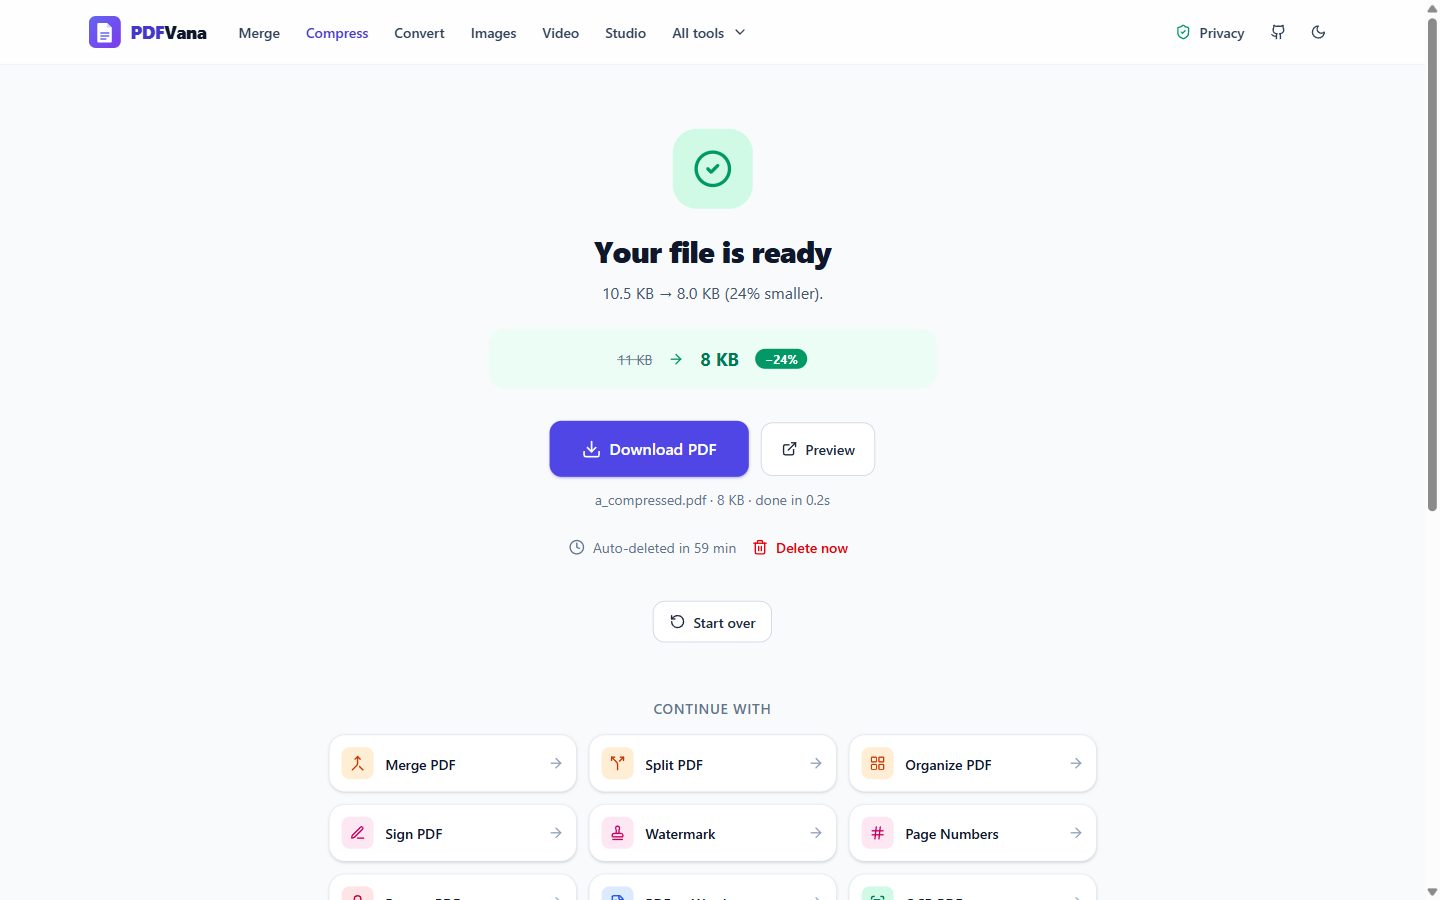 PDFVana Merge Compress Convert Images Video Studio All tools Privacy
Your file is ready
10.5 KB → 8.0 KB (24% smaller).
11 KB → 8 KB −24%
Download PDF Preview
a_compressed.pdf · 8 KB · done in 0.2s
Auto-deleted in 59 min Delete now
Start over
CONTINUE WITH
Merge PDF Split PDF Organize PDF
Sign PDF Watermark Page Numbers